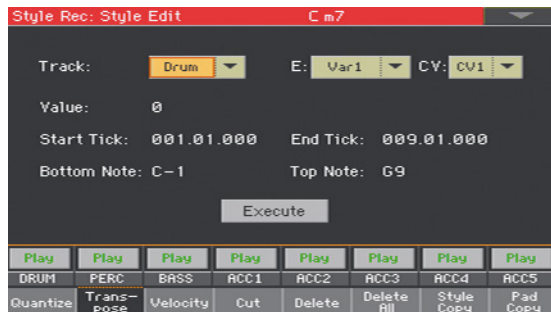 Style Rec: Style Edit C m7
Track: Drum E: Var1 CV: CV1
Value: 0
Start Tick: 001.01.000 End Tick: 009.01.000
Bottom Note: C-1 Top Note: G9
Execute
Play Play Play Play Play Play Play Play
DRUM PERC BASS ACC1 ACC2 ACC3 ACC4 ACC5
Quantize Trans- Velocity Cut Delete Delete Style Pad
pose All Copy Copy